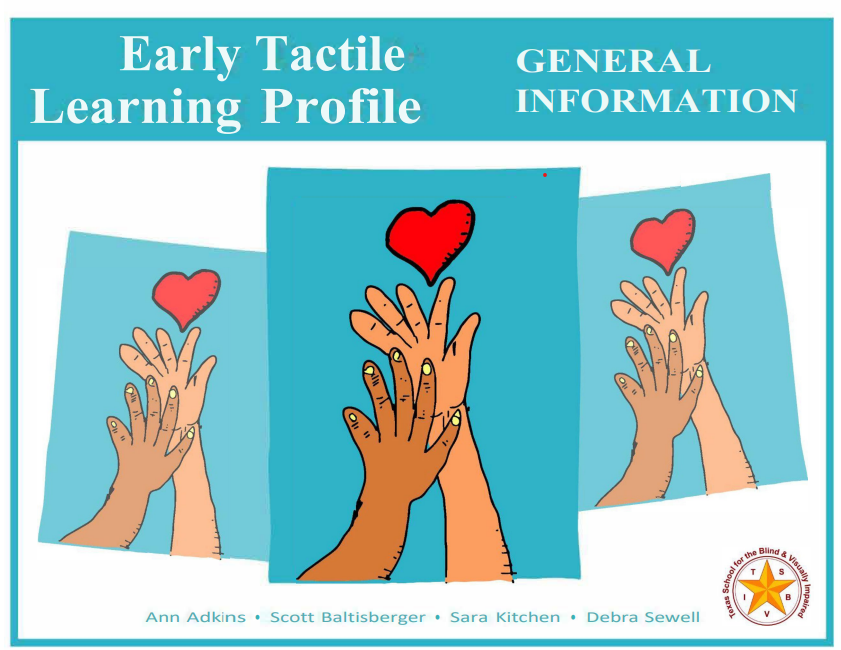 Early Tactile
Learning Profile
GENERAL
INFORMATION
Ann Adkins • Scott Baltisberger • Sara Kitchen • Debra Sewell
Texas School for the Blind & Visually Impaired
T S
I B
V